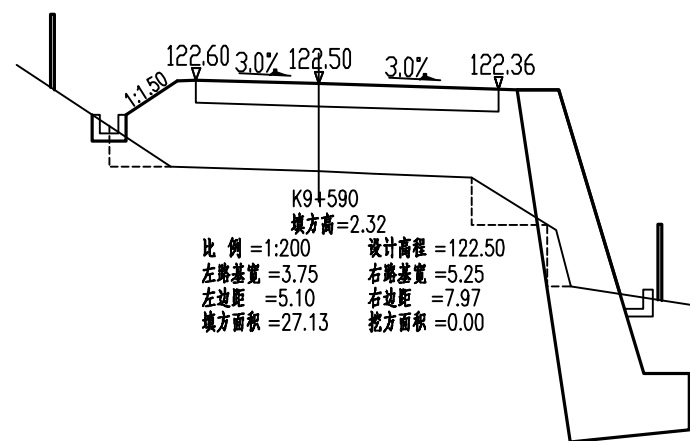 122.60 3.0% 122.50 3.0% 122.36
1:1.50
K9+590
填方高=2.32
比 例 =1:200 设计高程 =122.50
左路基宽 =3.75 右路基宽 =5.25
左边距 =5.10 右边距 =7.97
填方面积 =27.13 挖方面积 =0.00